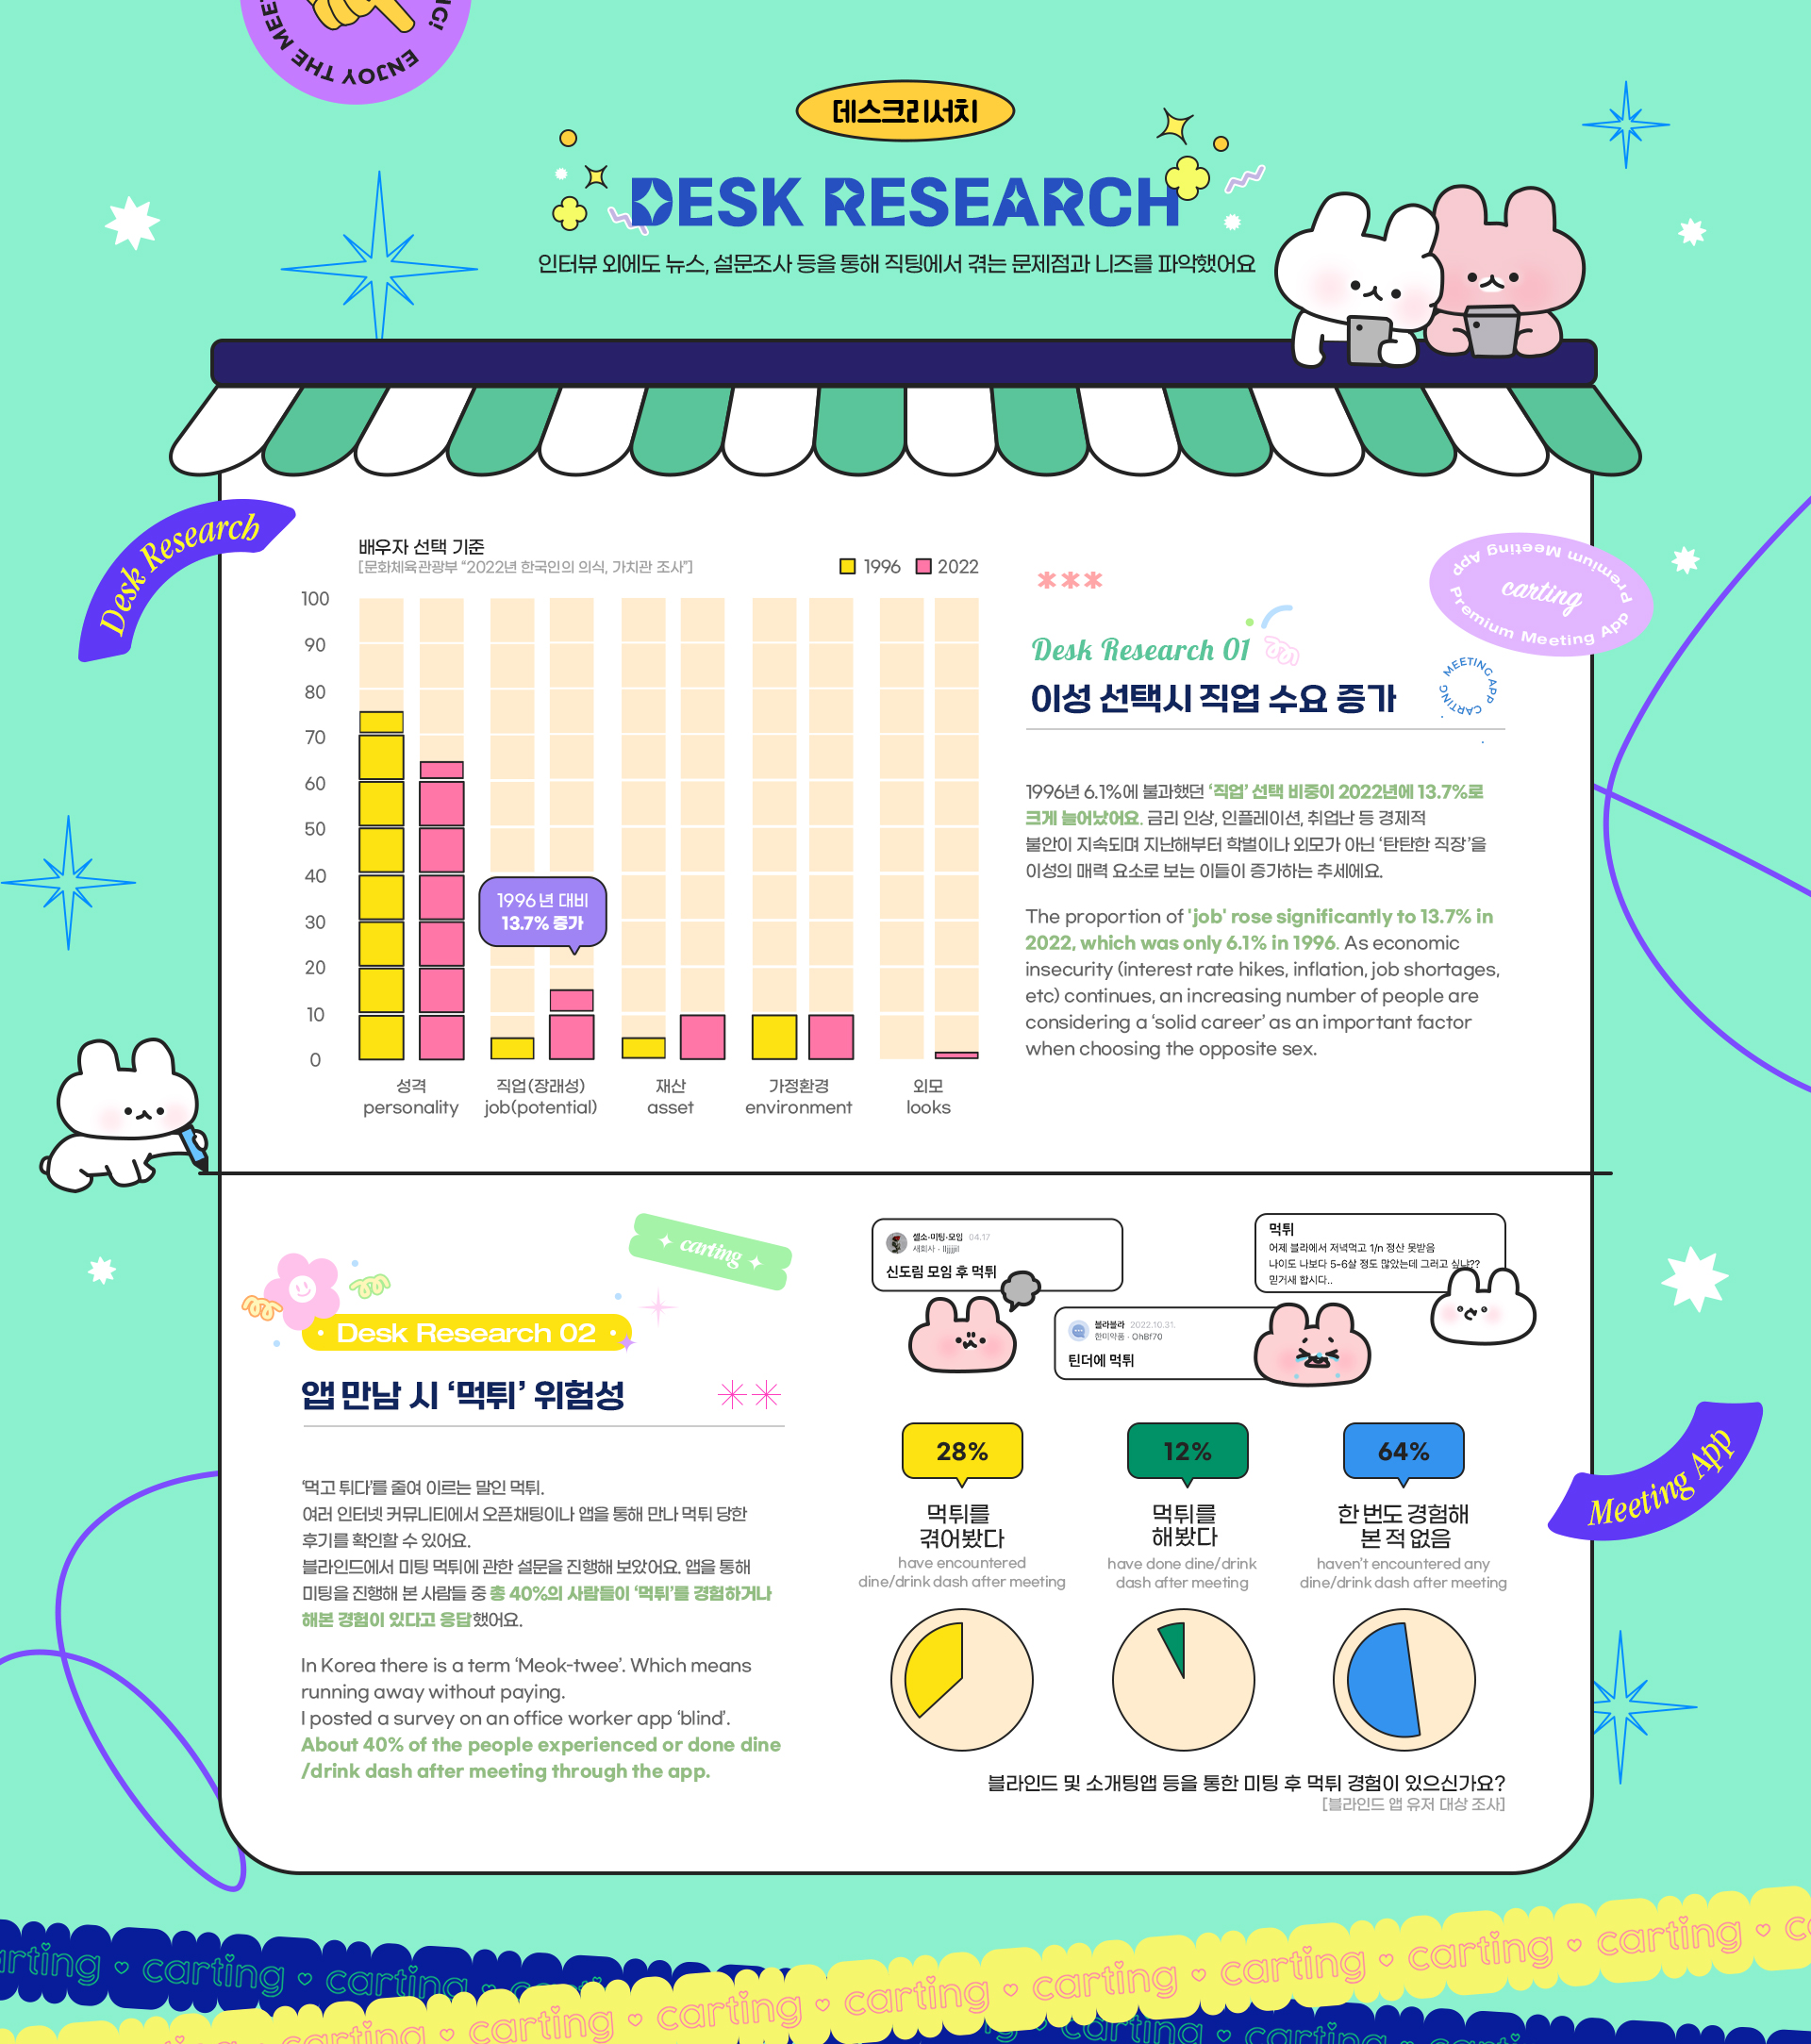 ENJOY THE MEE
NG!
데스크리서치
DESK RESEARCH
인터뷰 외에도 뉴스, 설문조사 등을 통해 직팅에서 겪는 문제점과 니즈를 파악했어요
Desk Research
배우자 선택 기준
[문화체육관광부 “2022년 한국인의 의식, 가치관 조사”]
1996
2022
100
90
80
70
60
50
40
30
20
10
0
1996년 대비
13.7% 증가
성격
personality
직업(장래성)
job(potential)
재산
asset
가정환경
environment
외모
looks
Premium Meeting App
carting
Premium Meeting App
Desk Research 01
이성 선택시 직업 수요 증가
MEETING APP CARTING
1996년 6.1%에 불과했던 ‘직업’ 선택 비중이 2022년에 13.7%로
크게 늘어났어요. 금리 인상, 인플레이션, 취업난 등 경제적
불안이 지속되며 지난해부터 학벌이나 외모가 아닌 ‘탄탄한 직장’을
이성의 매력 요소로 보는 이들이 증가하는 추세에요.
The proportion of 'job' rose significantly to 13.7% in
2022, which was only 6.1% in 1996. As economic
insecurity (interest rate hikes, inflation, job shortages,
etc) continues, an increasing number of people are
considering a ‘solid career’ as an important factor
when choosing the opposite sex.
carting
Desk Research 02
앱 만남 시 ‘먹튀’ 위험성
‘먹고 튀다’를 줄여 이르는 말인 먹튀.
여러 인터넷 커뮤니티에서 오픈채팅이나 앱을 통해 만나 먹튀 당한
후기를 확인할 수 있어요.
블라인드에서 미팅 먹튀에 관한 설문을 진행해 보았어요. 앱을 통해
미팅을 진행해 본 사람들 중 총 40%의 사람들이 ‘먹튀’를 경험하거나
해본 경험이 있다고 응답했어요.
In Korea there is a term ‘Meok-twee’. Which means
running away without paying.
I posted a survey on an office worker app ‘blind’.
About 40% of the people experienced or done dine
/drink dash after meeting through the app.
셀소·미팅·모임 04.17
새회사 ·
신도림 모임 후 먹튀
먹튀
어제 블라에서 저녁먹고 1/n 정산 못받음
나이도 나보다 5-6살 정도 많았는데 그러고 싶냐??
믿거새 합시다..
블라블라 2022.10.31.
한미약품 · OhBf70
틴더에 먹튀
28%
먹튀를
겪어봤다
have encountered
dine/drink dash after meeting
12%
먹튀를
해봤다
have done dine/drink
dash after meeting
64%
한 번도 경험해
본 적 없음
haven’t encountered any
dine/drink dash after meeting
블라인드 및 소개팅앱 등을 통한 미팅 후 먹튀 경험이 있으신가요?
[블라인드 앱 유저 대상 조사]
Meeting App
arting carting carting carti
carting carting carting carting carting carting carting c
carting carti